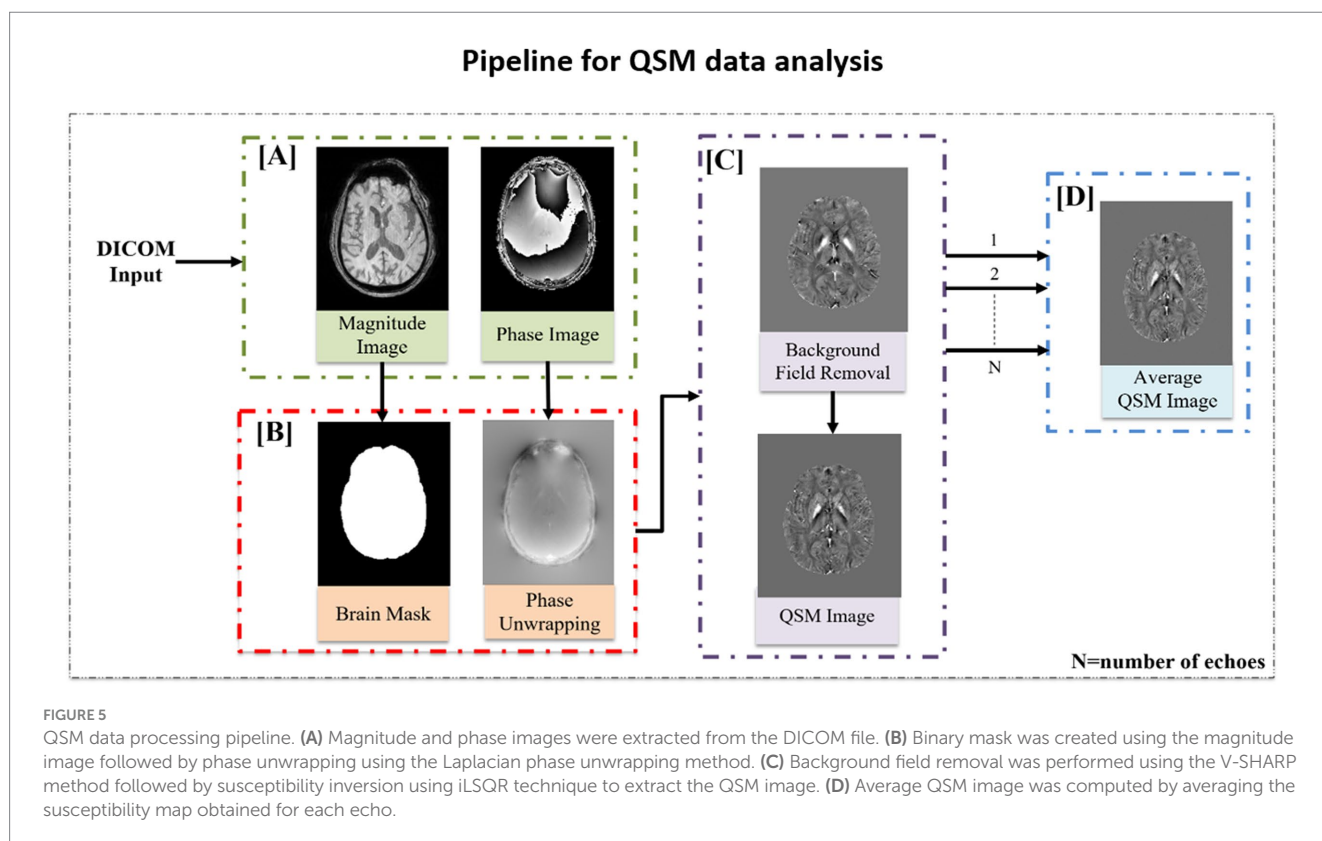 Pipeline for QSM data analysis
DICOM
Input
[A]
Magnitude
Image
Phase Image
[B]
Brain Mask
Phase
Unwrapping
[C]
Background
Field Removal
QSM Image
1
2
N
[D]
Average
QSM Image
N=number of echoes
FIGURE 5
QSM data processing pipeline. (A) Magnitude and phase images were extracted from the DICOM file. (B) Binary mask was created using the magnitude
image followed by phase unwrapping using the Laplacian phase unwrapping method. (C) Background field removal was performed using the V-SHARP
method followed by susceptibility inversion using iLSQR technique to extract the QSM image. (D) Average QSM image was computed by averaging the
susceptibility map obtained for each echo.